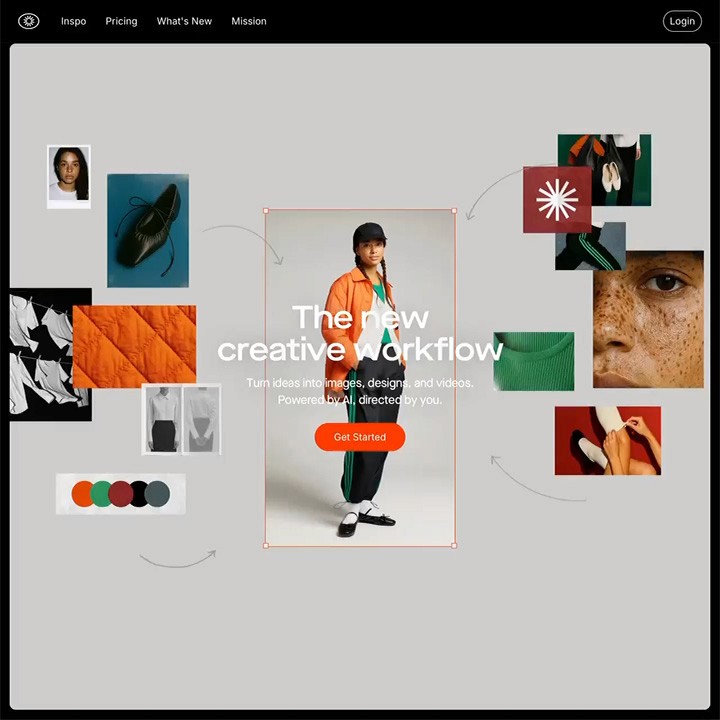 Inspo
Pricing
What's New
Mission
Login
The new
creative workflow
Turn ideas into images, designs, and videos.
Powered by AI, directed by you.
Get Started